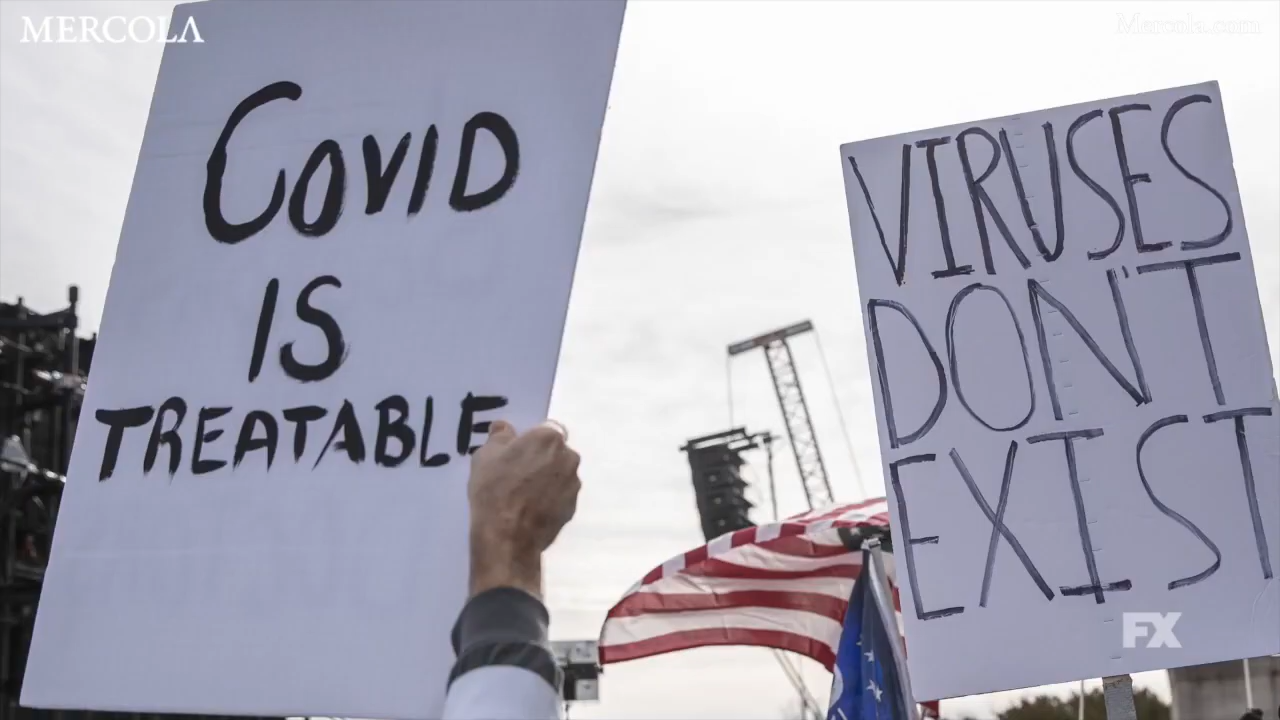 MERCOLA
Mercola.com
COVID
IS
TREATABLE
VIRUSES
DON'T
EXIST
FX